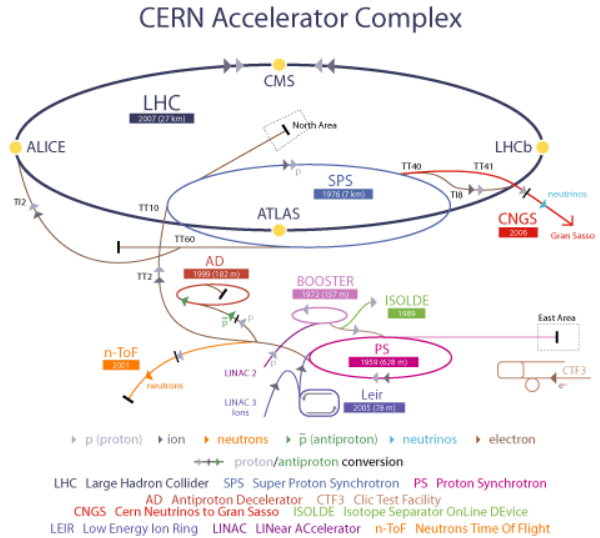 CERN Accelerator Complex
CMS
LHC
2007 (27 km)
North Area
ALICE
LHCb
TT40
TT41
SPS
1976 (7 km)
p
TI8
neutrinos
TI2
TT10
ATLAS
CNGS
2006
Gran Sasso
TT60
AD
1999 (182 m)
TT2
BOOSTER
1972 (157 m)
ISOLDE
1989
East Area
p̅
p
n-ToF
2001
p
PS
1959 (628 m)
LINAC 2
neutrons
CTF3
e-
LINAC 3
Ions
Leir
2005 (78 m)
p (proton)
ion
neutrons
p̅ (antiproton)
neutrinos
electron
proton/antiproton conversion
LHC Large Hadron Collider SPS Super Proton Synchrotron PS Proton Synchrotron
AD Antiproton Decelerator CTF3 Clic Test Facility
CNGS Cern Neutrinos to Gran Sasso ISOLDE Isotope Separator OnLine DEvice
LEIR Low Energy Ion Ring LINAC LINear ACcelerator n-ToF Neutrons Time Of Flight